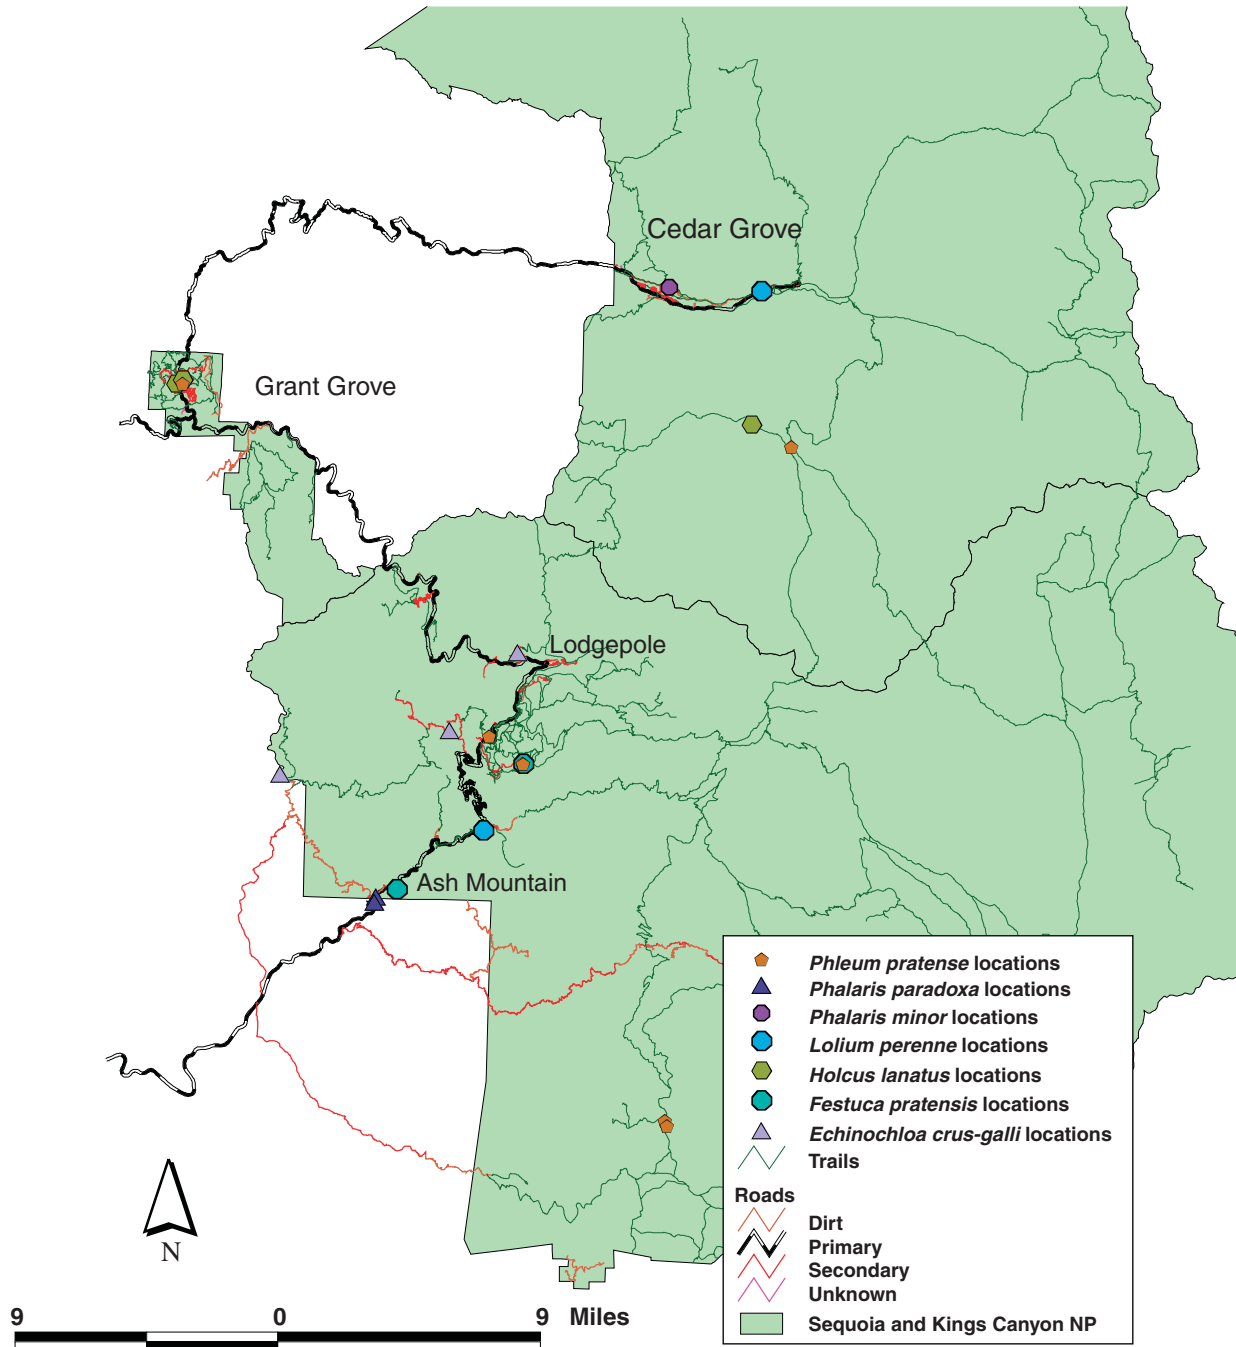 Cedar Grove
Grant Grove
Lodgepole
Ash Mountain
Phleum pratense locations
Phalaris paradoxa locations
Phalaris minor locations
Lolium perenne locations
Holcus lanatus locations
Festuca pratensis locations
Echinochloa crus-galli locations
Trails
Roads
Dirt
Primary
Secondary
Unknown
Sequoia and Kings Canyon NP
N
9 0 9 Miles